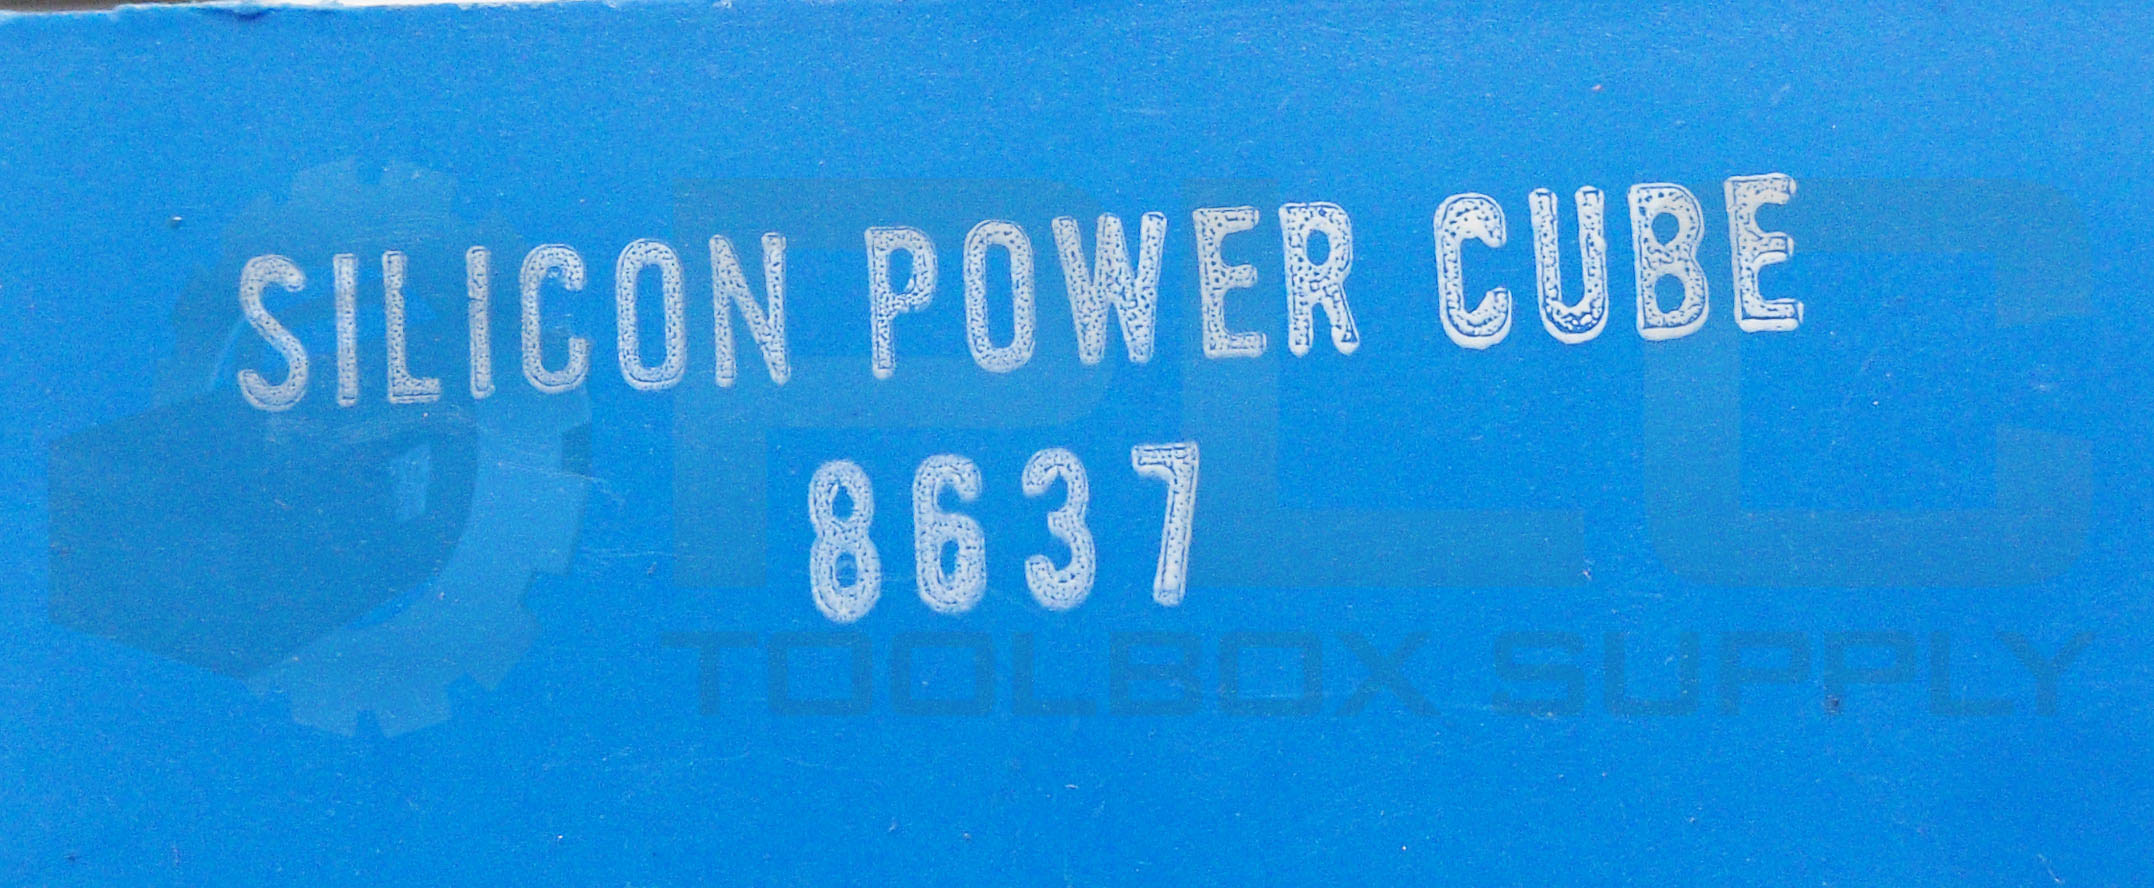 SILICON POWER CUBE
8637
PLC
TOOLBOX SUPPLY